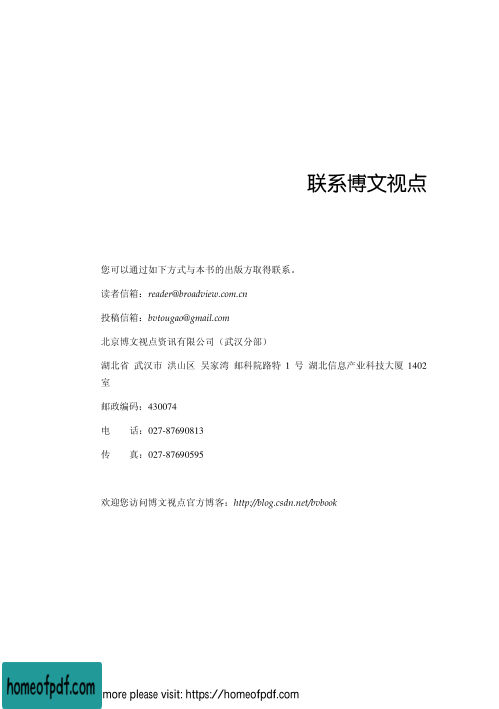 联系博文视点
您可以通过如下方式与本书的出版方取得联系。
读者信箱：reader@broadview.com.cn
投稿信箱：bvtougao@gmail.com
北京博文视点资讯有限公司（武汉分部）
湖北省 武汉市 洪山区 吴家湾 邮科院路特 1 号 湖北信息产业科技大厦 1402
室
邮政编码：430074
电 话：027-87690813
传 真：027-87690595
欢迎您访问博文视点官方博客：http://blog.csdn.net/bvbook
homeofpdf.com
more please visit: https://homeofpdf.com